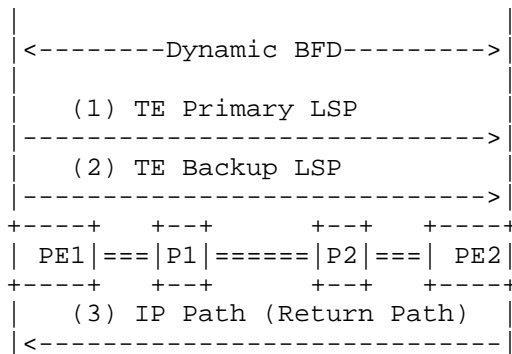 |<--------Dynamic BFD--------->|
(1) TE Primary LSP
|----------------------------->|
(2) TE Backup LSP
|----------------------------->|
+----+ +--+ +--+ +----+
| PE1|===|P1|======|P2|===| PE2|
+----+ +--+ +--+ +----+
| (3) IP Path (Return Path) |
|<-----------------------------|